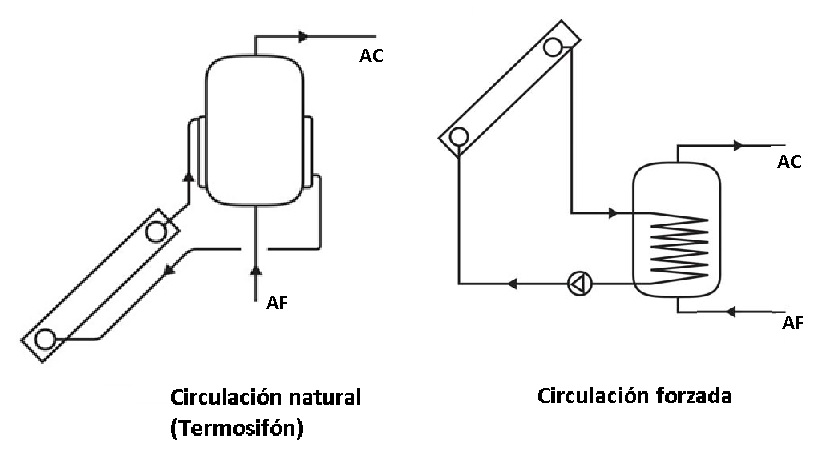 AC
AF
Circulación natural
(Termosifón)
AC
AF
Circulación forzada